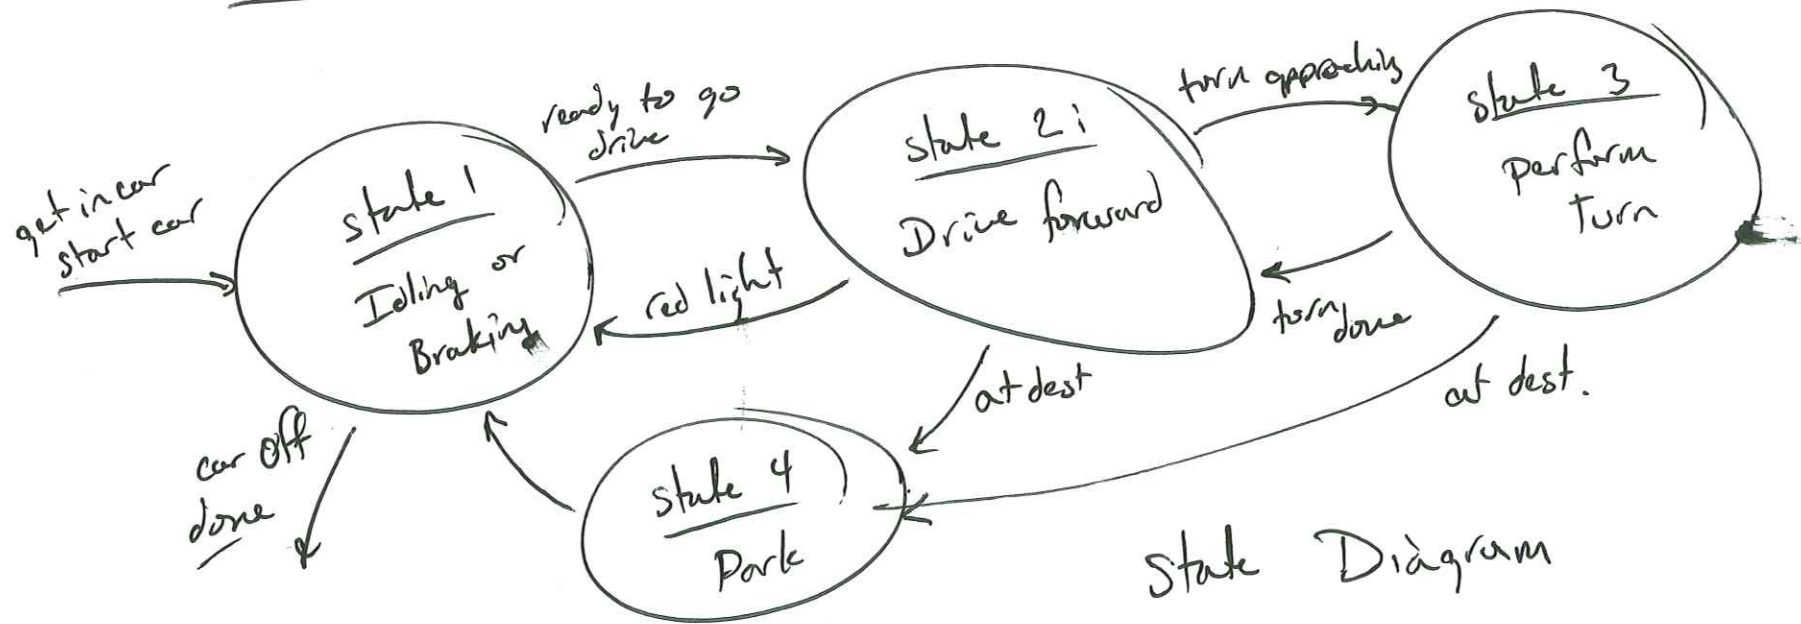 get in car
start car
state 1
Idling or
Braking
ready to go
drive
state 2:
Drive forward
turn approaching
state 3
perform
Turn
red light
turn
done
at dest
at dest.
car off
done
state 4
Park
State Diagram